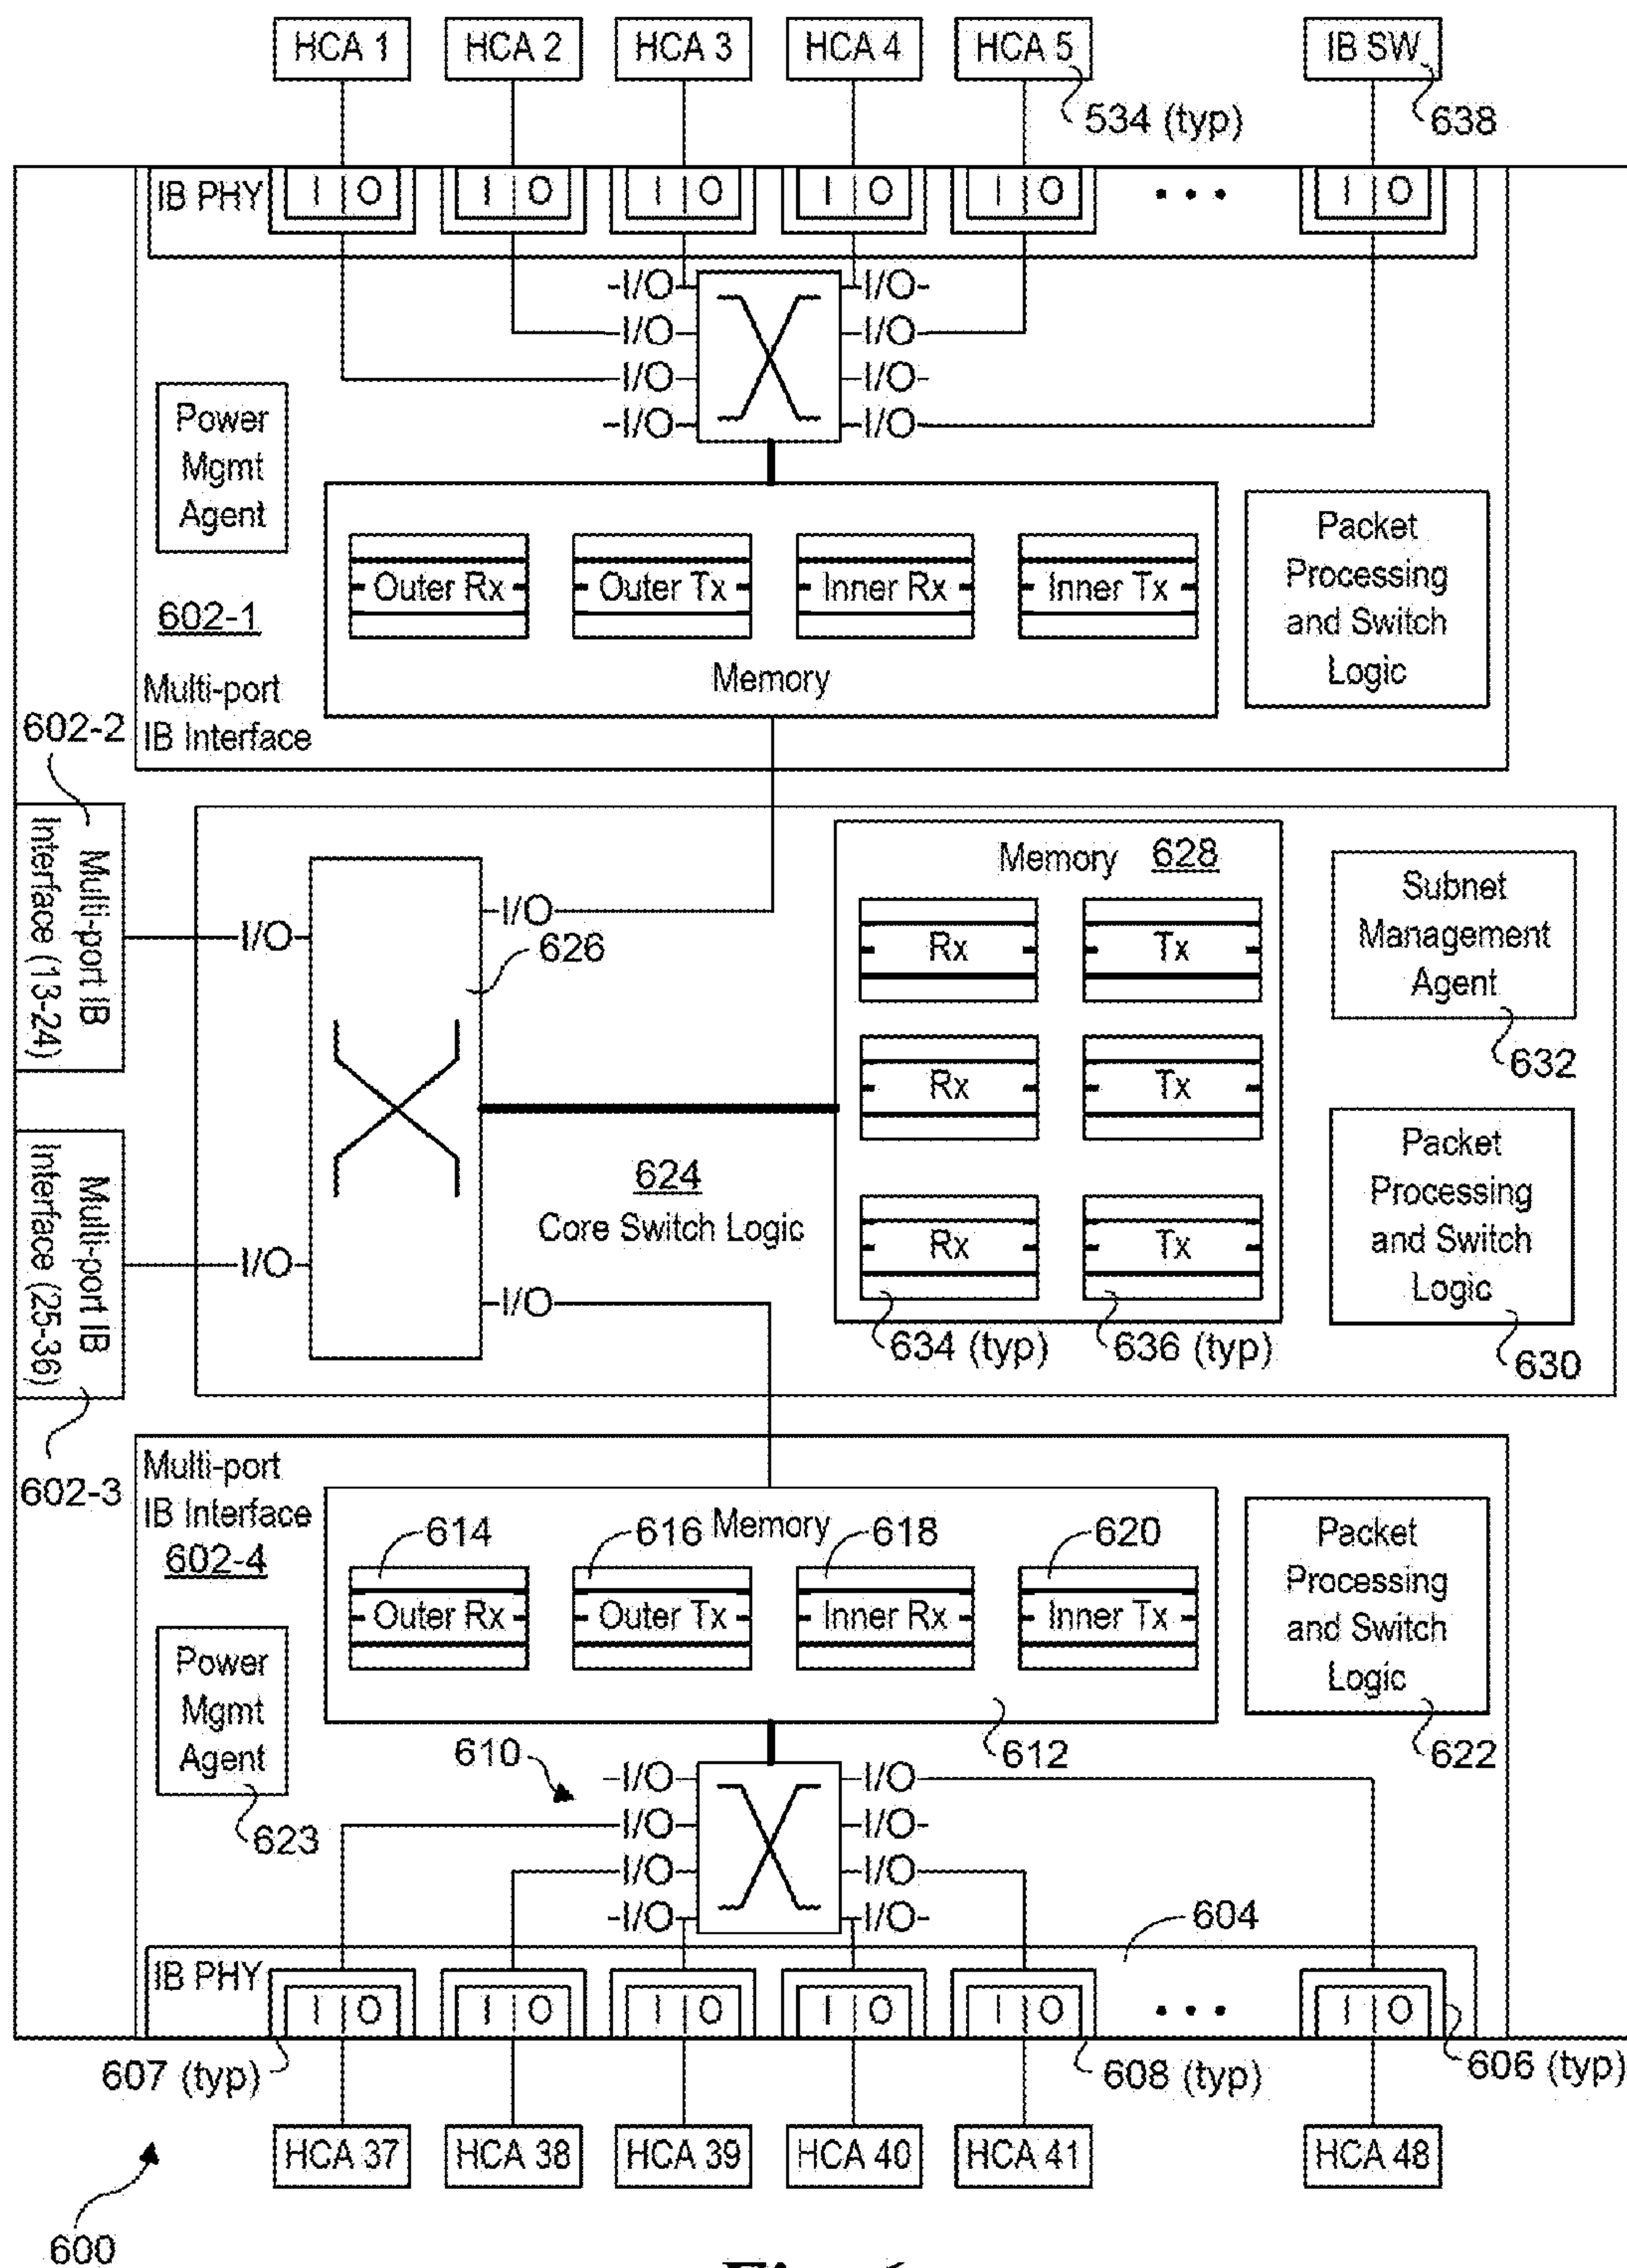 HCA 1 HCA 2 HCA 3 HCA 4 HCA 5 IB SW
534 (typ) 638
IB PHY I O I O I O I O I O • • • I O
-I/O- -I/O-
-I/O- -I/O-
-I/O- -I/O-
-I/O- -I/O-
Power
Mgmt
Agent
Outer Rx Outer Tx Inner Rx Inner Tx
Memory
Packet
Processing
and Switch
Logic
602-1
Multi-port
IB Interface
602-2
Multi-port IB
Interface (13-24)
Multi-port IB
Interface (25-36)
602-3
I/O
I/O
626
I/O
I/O
624
Core Switch Logic
Memory 628
Rx Tx
Rx Tx
Rx Tx
634 (typ) 636 (typ)
Subnet
Management
Agent
632
Packet
Processing
and Switch
Logic
630
Multi-port
IB Interface
602-4
614 616 Memory 618 620
Outer Rx Outer Tx Inner Rx Inner Tx
612
Packet
Processing
and Switch
Logic
622
Power
Mgmt
Agent
623
610
-I/O- -I/O-
-I/O- -I/O-
-I/O- -I/O-
-I/O- -I/O-
604
IB PHY I O I O I O I O I O • • • I O
607 (typ) 608 (typ) 606 (typ)
HCA 37 HCA 38 HCA 39 HCA 40 HCA 41 HCA 48
600